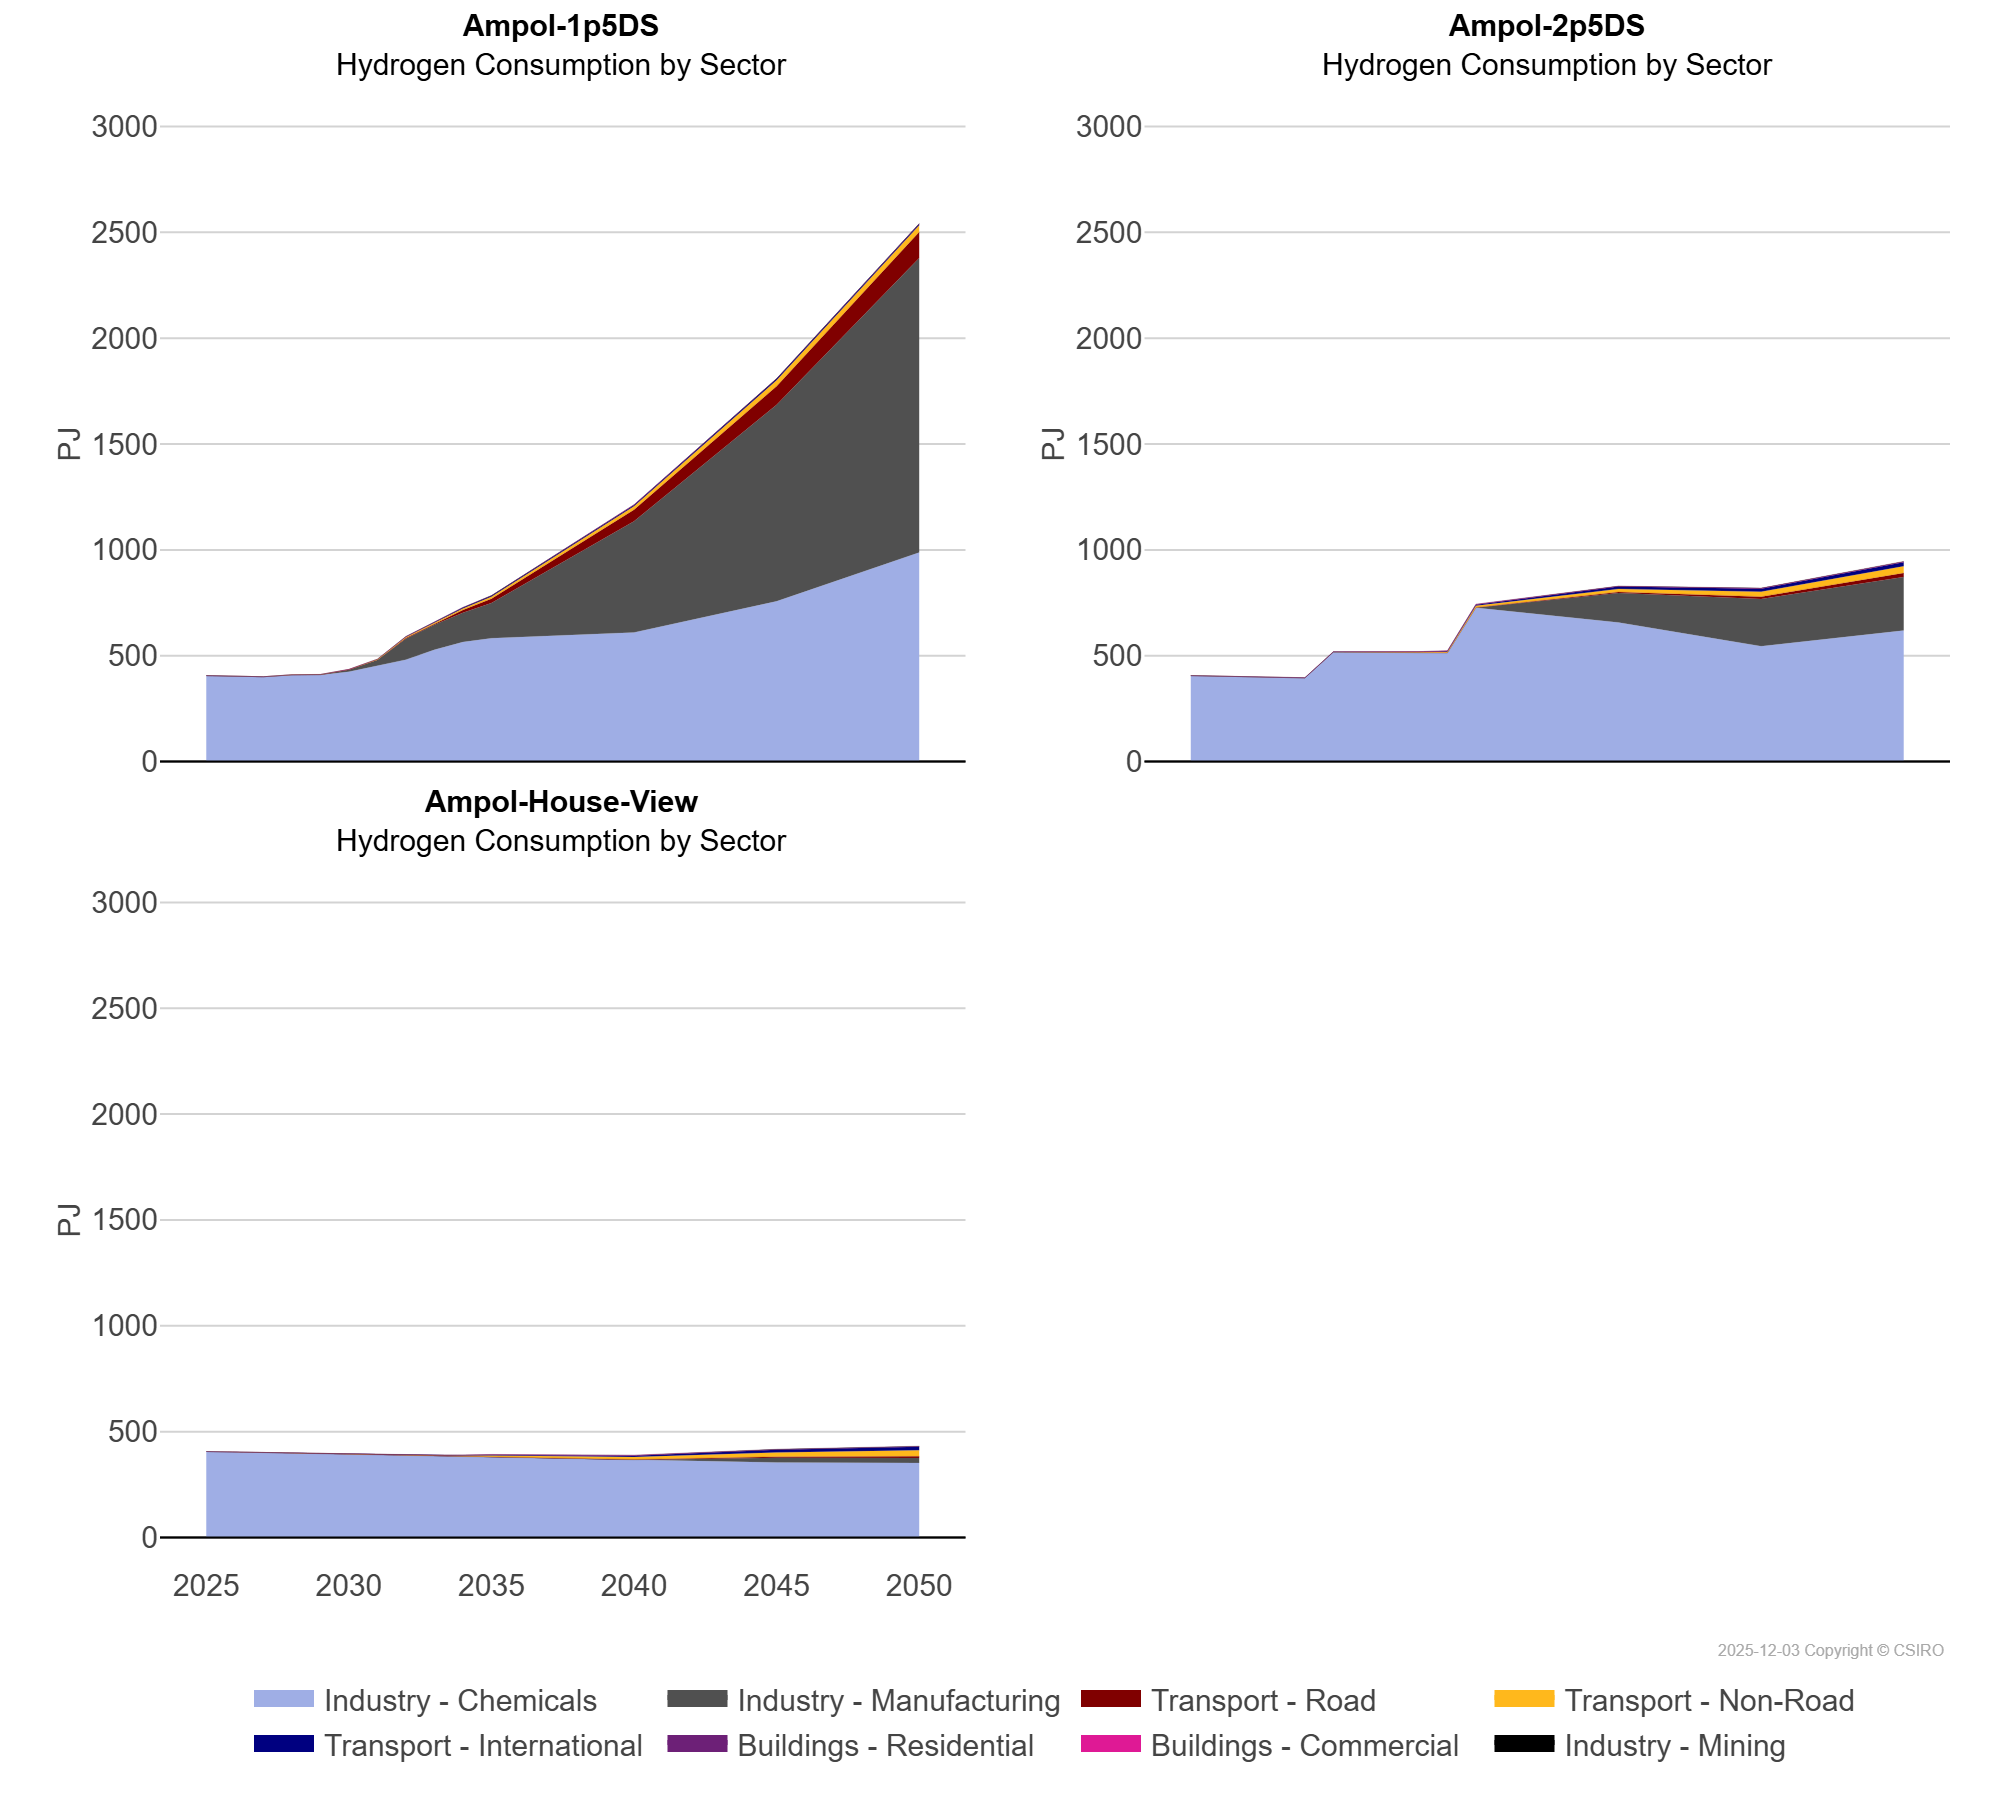 Ampol-1p5DS
Hydrogen Consumption by Sector
3000
2500
2000
1500
1000
500
0
PJ
Ampol-2p5DS
Hydrogen Consumption by Sector
3000
2500
2000
1500
1000
500
0
PJ
Ampol-House-View
Hydrogen Consumption by Sector
3000
2500
2000
1500
1000
500
0
PJ
2025 2030 2035 2040 2045 2050
2025-12-03 Copyright © CSIRO
Industry - Chemicals Industry - Manufacturing Transport - Road Transport - Non-Road
Transport - International Buildings - Residential Buildings - Commercial Industry - Mining